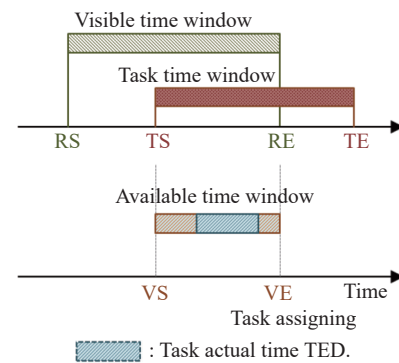 Visible time window
Task time window
RS TS RE TE
Available time window
VS VE Time
Task assigning
: Task actual time TED.